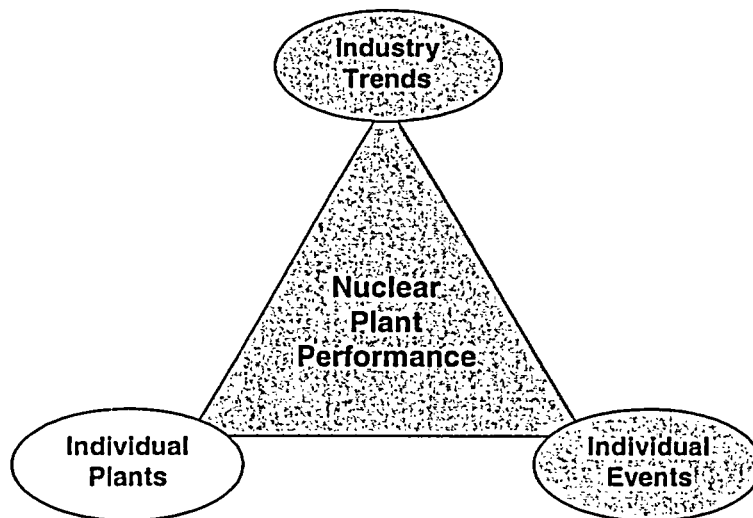 Industry
Trends
Nuclear
Plant
Performance
Individual
Plants
Individual
Events